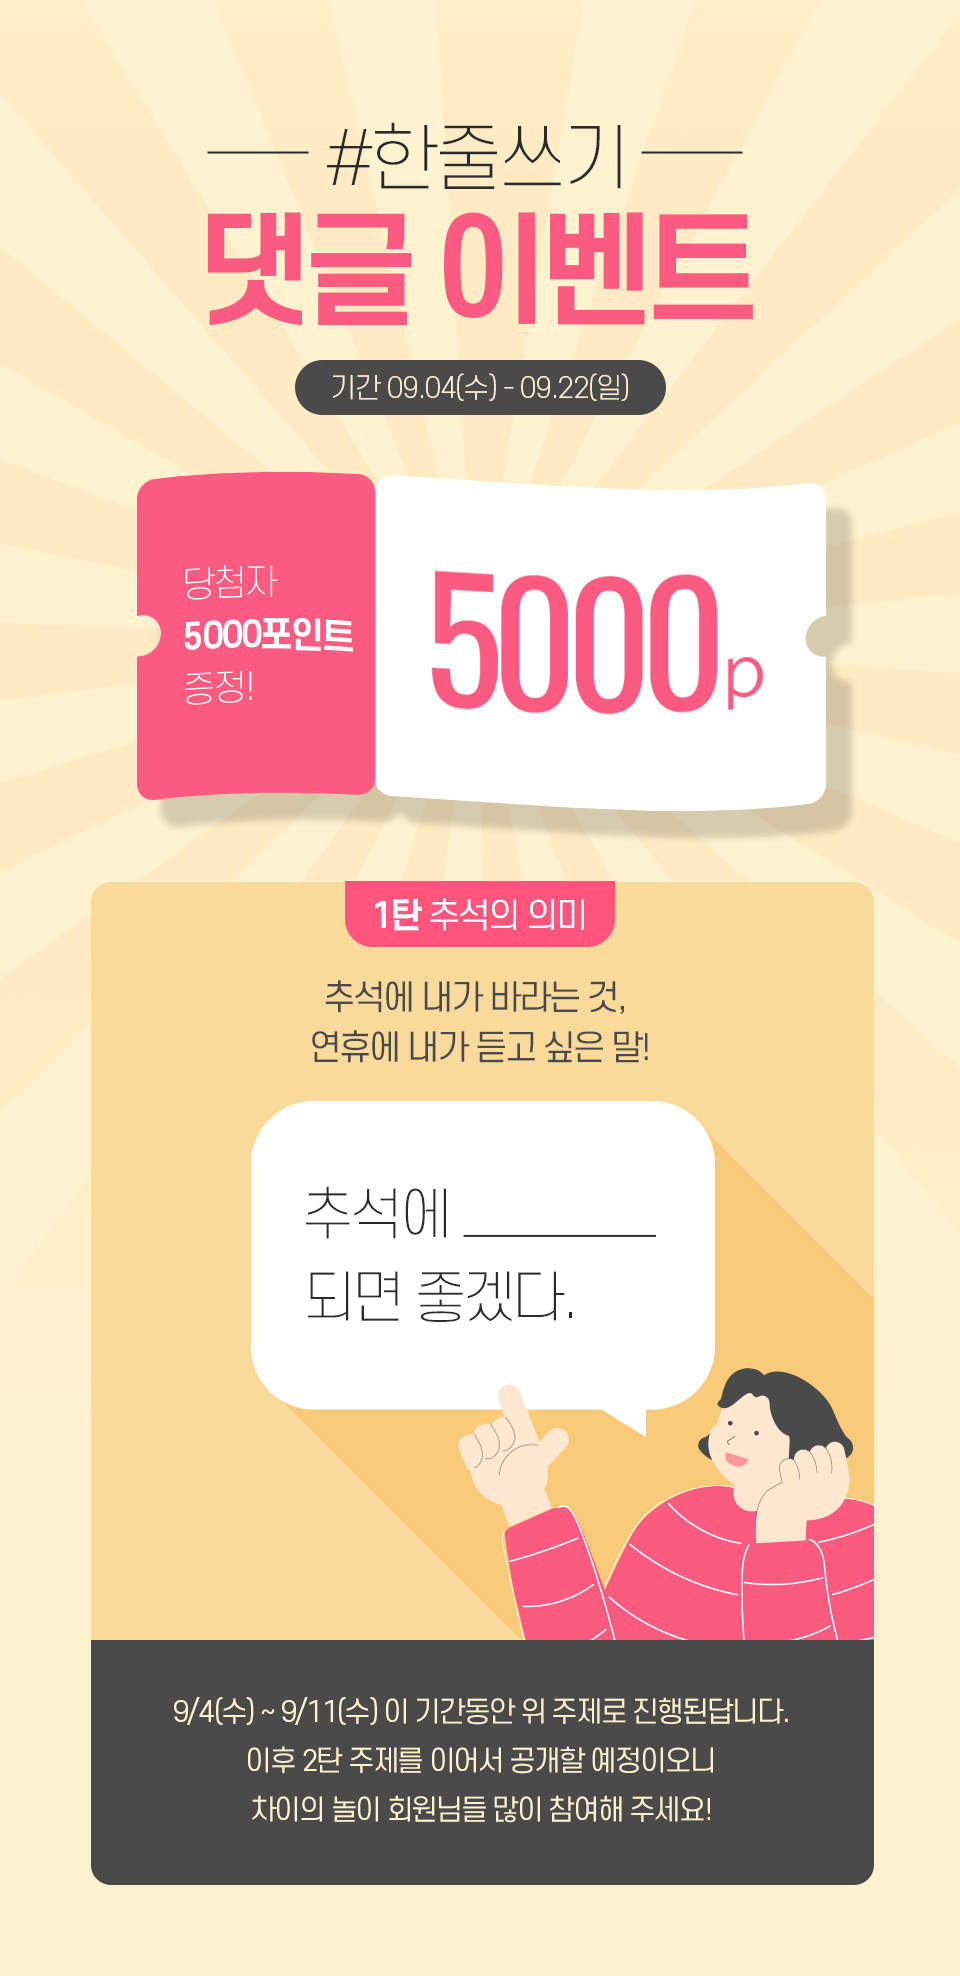 #한줄쓰기
댓글 이벤트
기간 09.04(수) - 09.22(일)
당첨자
5000포인트
증정!
5000p
1탄 추석의 의미
추석에 내가 바라는 것,
연휴에 내가 듣고 싶은 말!
추석에 ________
되면 좋겠다.
9/4(수) ~ 9/11(수) 이 기간동안 위 주제로 진행된답니다.
이후 2탄 주제를 이어서 공개할 예정이오니
차이의 놀이 회원님들 많이 참여해 주세요!